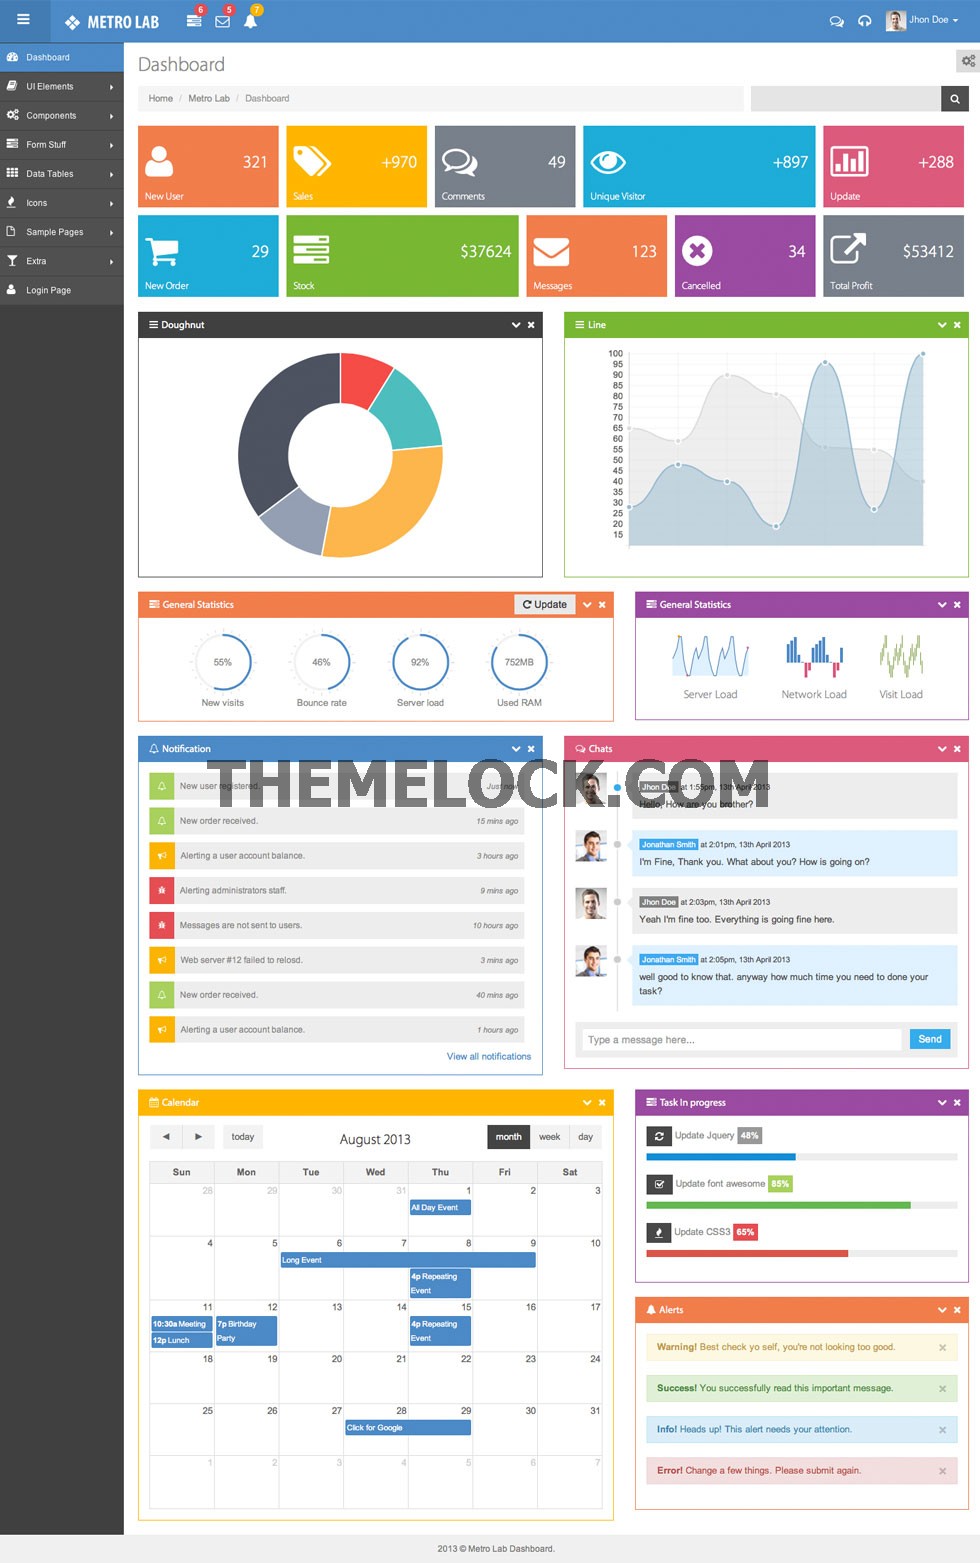 METRO LAB
6
5
7
Jhon Doe
Dashboard
UI Elements
Components
Form Stuff
Data Tables
Icons
Sample Pages
Extra
Login Page
Dashboard
Home / Metro Lab / Dashboard
321
New User
+970
Sales
49
Comments
+897
Unique Visitor
+288
Update
29
New Order
$37624
Stock
123
Messages
34
Cancelled
$53412
Total Profit
Doughnut
Line
100
95
90
85
80
75
70
65
60
55
50
45
40
35
30
25
20
15
General Statistics
Update
55%
New visits
46%
Bounce rate
92%
Server load
752MB
Used RAM
General Statistics
Server Load
Network Load
Visit Load
Notification
New user registered. Just now
New order received. 15 mins ago
Alerting a user account balance. 3 hours ago
Alerting administrators staff. 9 mins ago
Messages are not sent to users. 10 hours ago
Web server #12 failed to relosd. 3 mins ago
New order received. 40 mins ago
Alerting a user account balance. 1 hours ago
View all notifications
Chats
Jhon Doe at 1:55pm, 13th April 2013
Hello, How are you brother?
Jonathan Smith at 2:01pm, 13th April 2013
I'm Fine, Thank you. What about you? How is going on?
Jhon Doe at 2:03pm, 13th April 2013
Yeah I'm fine too. Everything is going fine here.
Jonathan Smith at 2:05pm, 13th April 2013
well good to know that. anyway how much time you need to done your
task?
Type a message here...
Send
THEMELOCK.COM
Calendar
today
August 2013
month week day
Sun Mon Tue Wed Thu Fri Sat
28 29 30 31 1 2 3
All Day Event
4 5 6 7 8 9 10
Long Event
4p Repeating
Event
11 12 13 14 15 16 17
10:30a Meeting
12p Lunch
7p Birthday
Party
4p Repeating
Event
18 19 20 21 22 23 24
25 26 27 28 29 30 31
Click for Google
1 2 3 4 5 6 7
Task In progress
Update Jquery 48%
Update font awesome 85%
Update CSS3 65%
Alerts
Warning! Best check yo self, you're not looking too good.
Success! You successfully read this important message.
Info! Heads up! This alert needs your attention.
Error! Change a few things. Please submit again.
2013 © Metro Lab Dashboard.